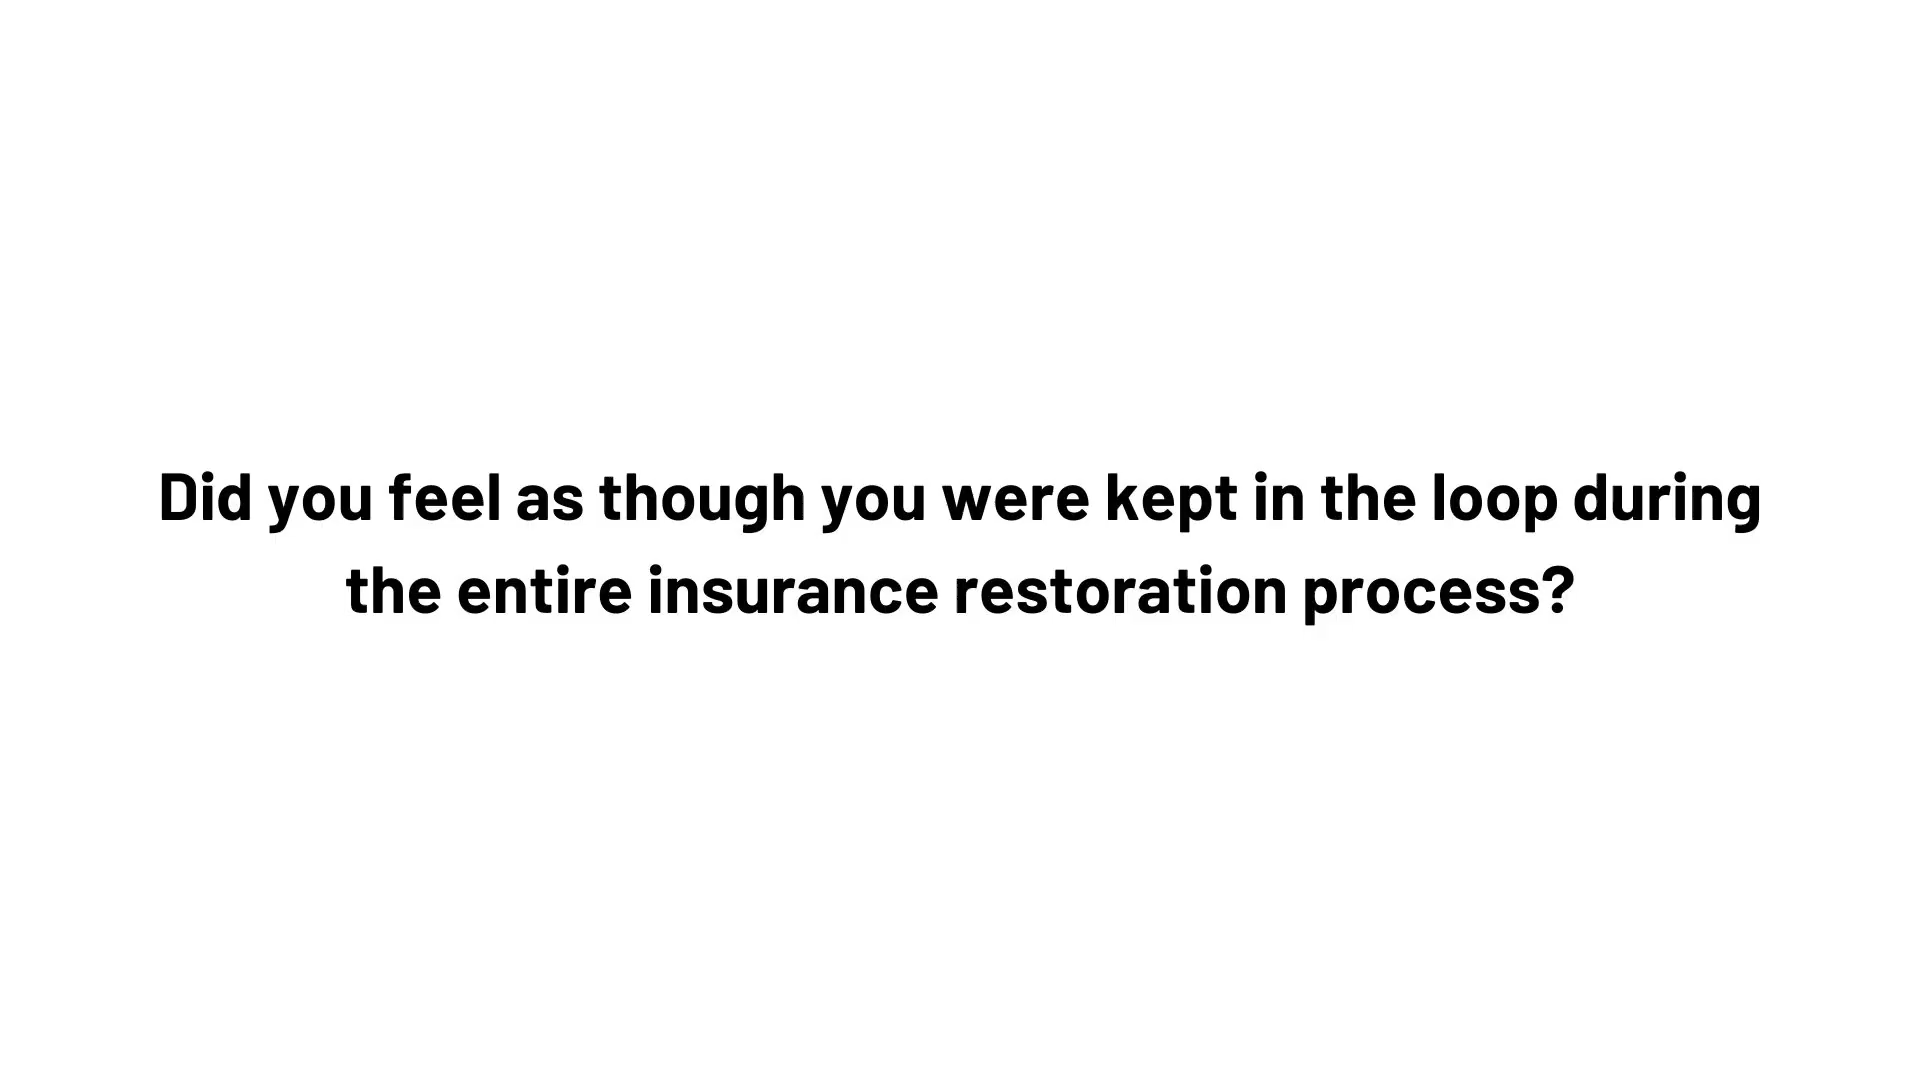 Did you feel as though you were kept in the loop during
the entire insurance restoration process?